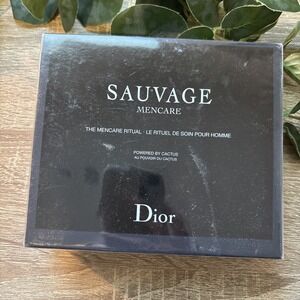 SAUVAGE
MENCARE
THE MENCARE RITUAL · LE RITUEL DE SOIN POUR HOMME
POWERED BY CACTUS
AU POUVOIR DU CACTUS
Dior